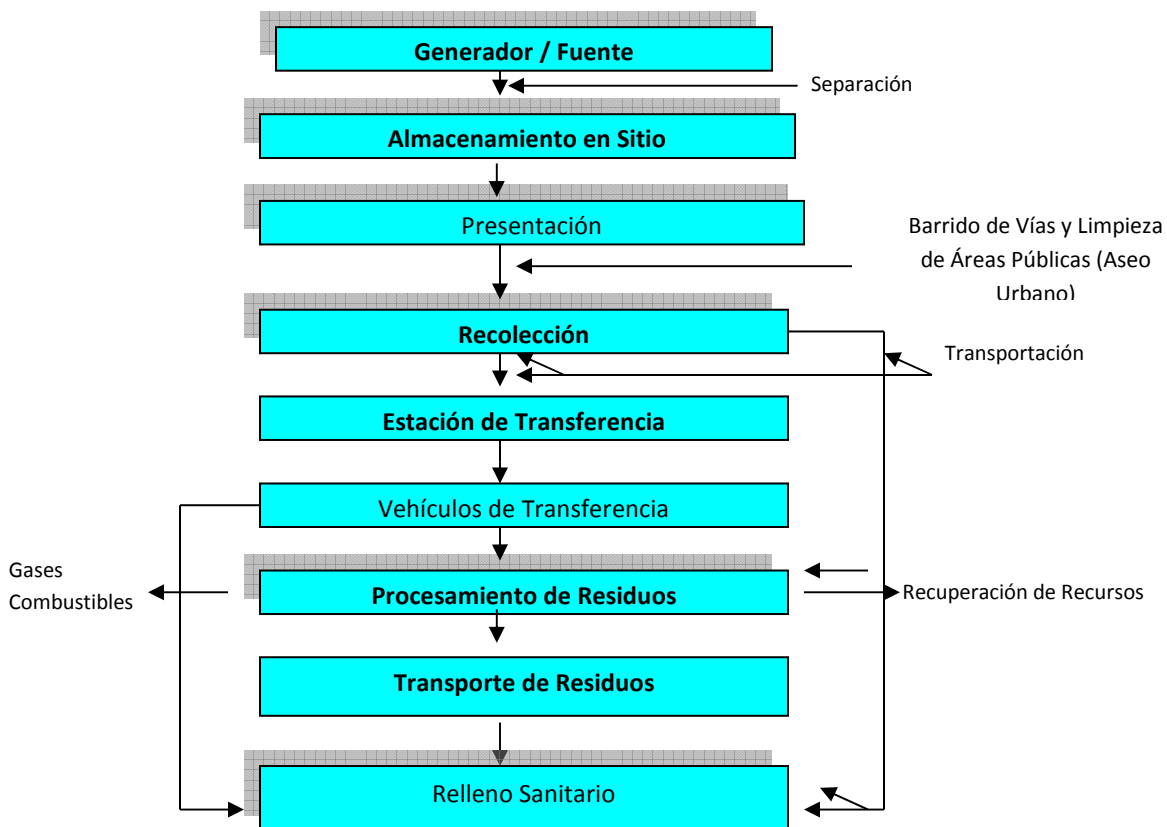 Generador / Fuente
Separación
Almacenamiento en Sitio
Presentación
Barrido de Vías y Limpieza
de Áreas Públicas (Aseo
Urbano)
Recolección
Transportación
Estación de Transferencia
Vehículos de Transferencia
Gases
Combustibles
Procesamiento de Residuos
Recuperación de Recursos
Transporte de Residuos
Relleno Sanitario